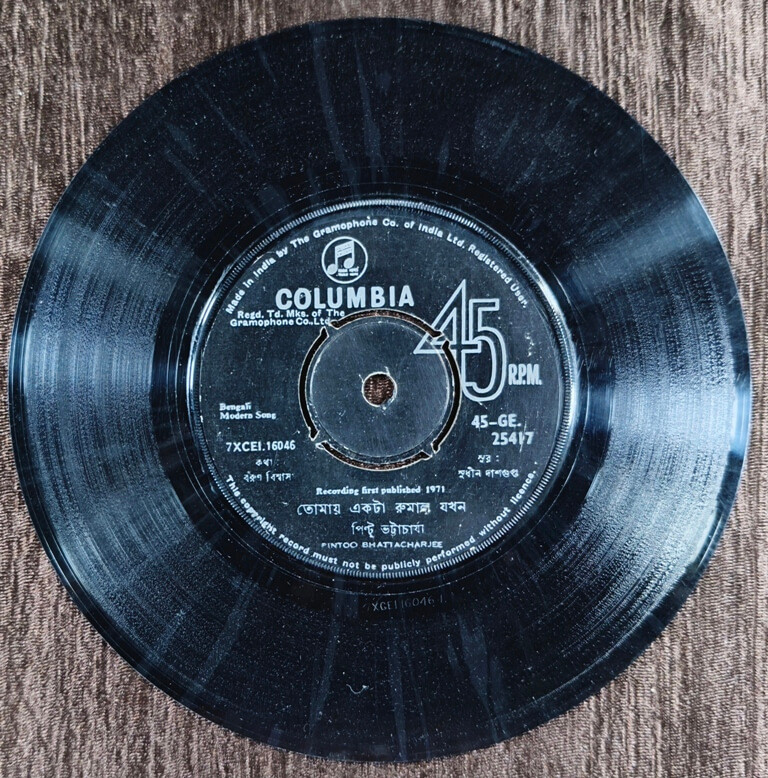 Made in India by The Gramophone Co. of India Ltd. Registered User.
COLUMBIA
Regd. Td. Mks. of The
Gramophone Co., Ltd.
45
R.P.M.
Bengali
Modern Song
45-GE.
25417
7XCEI.16046
কথা :
বরুণ বিশ্বাস
সুর :
সুধীন দাশগুপ্ত
Recording first published 1971
তোমায় একটা রুমাল যখন
পিন্টু ভট্টাচার্য্য
PINTOO BHATTACHARJEE
This copyright record must not be publicly performed without licence.
7XCEI 16046